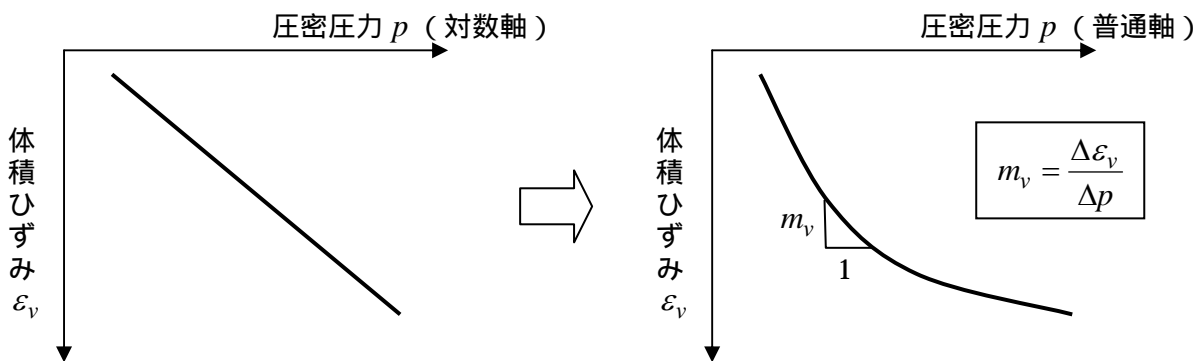 圧密圧力 p （対数軸）
体積ひずみ εv
圧密圧力 p （普通軸）
体積ひずみ εv
mv = Δεv / Δp
mv
1